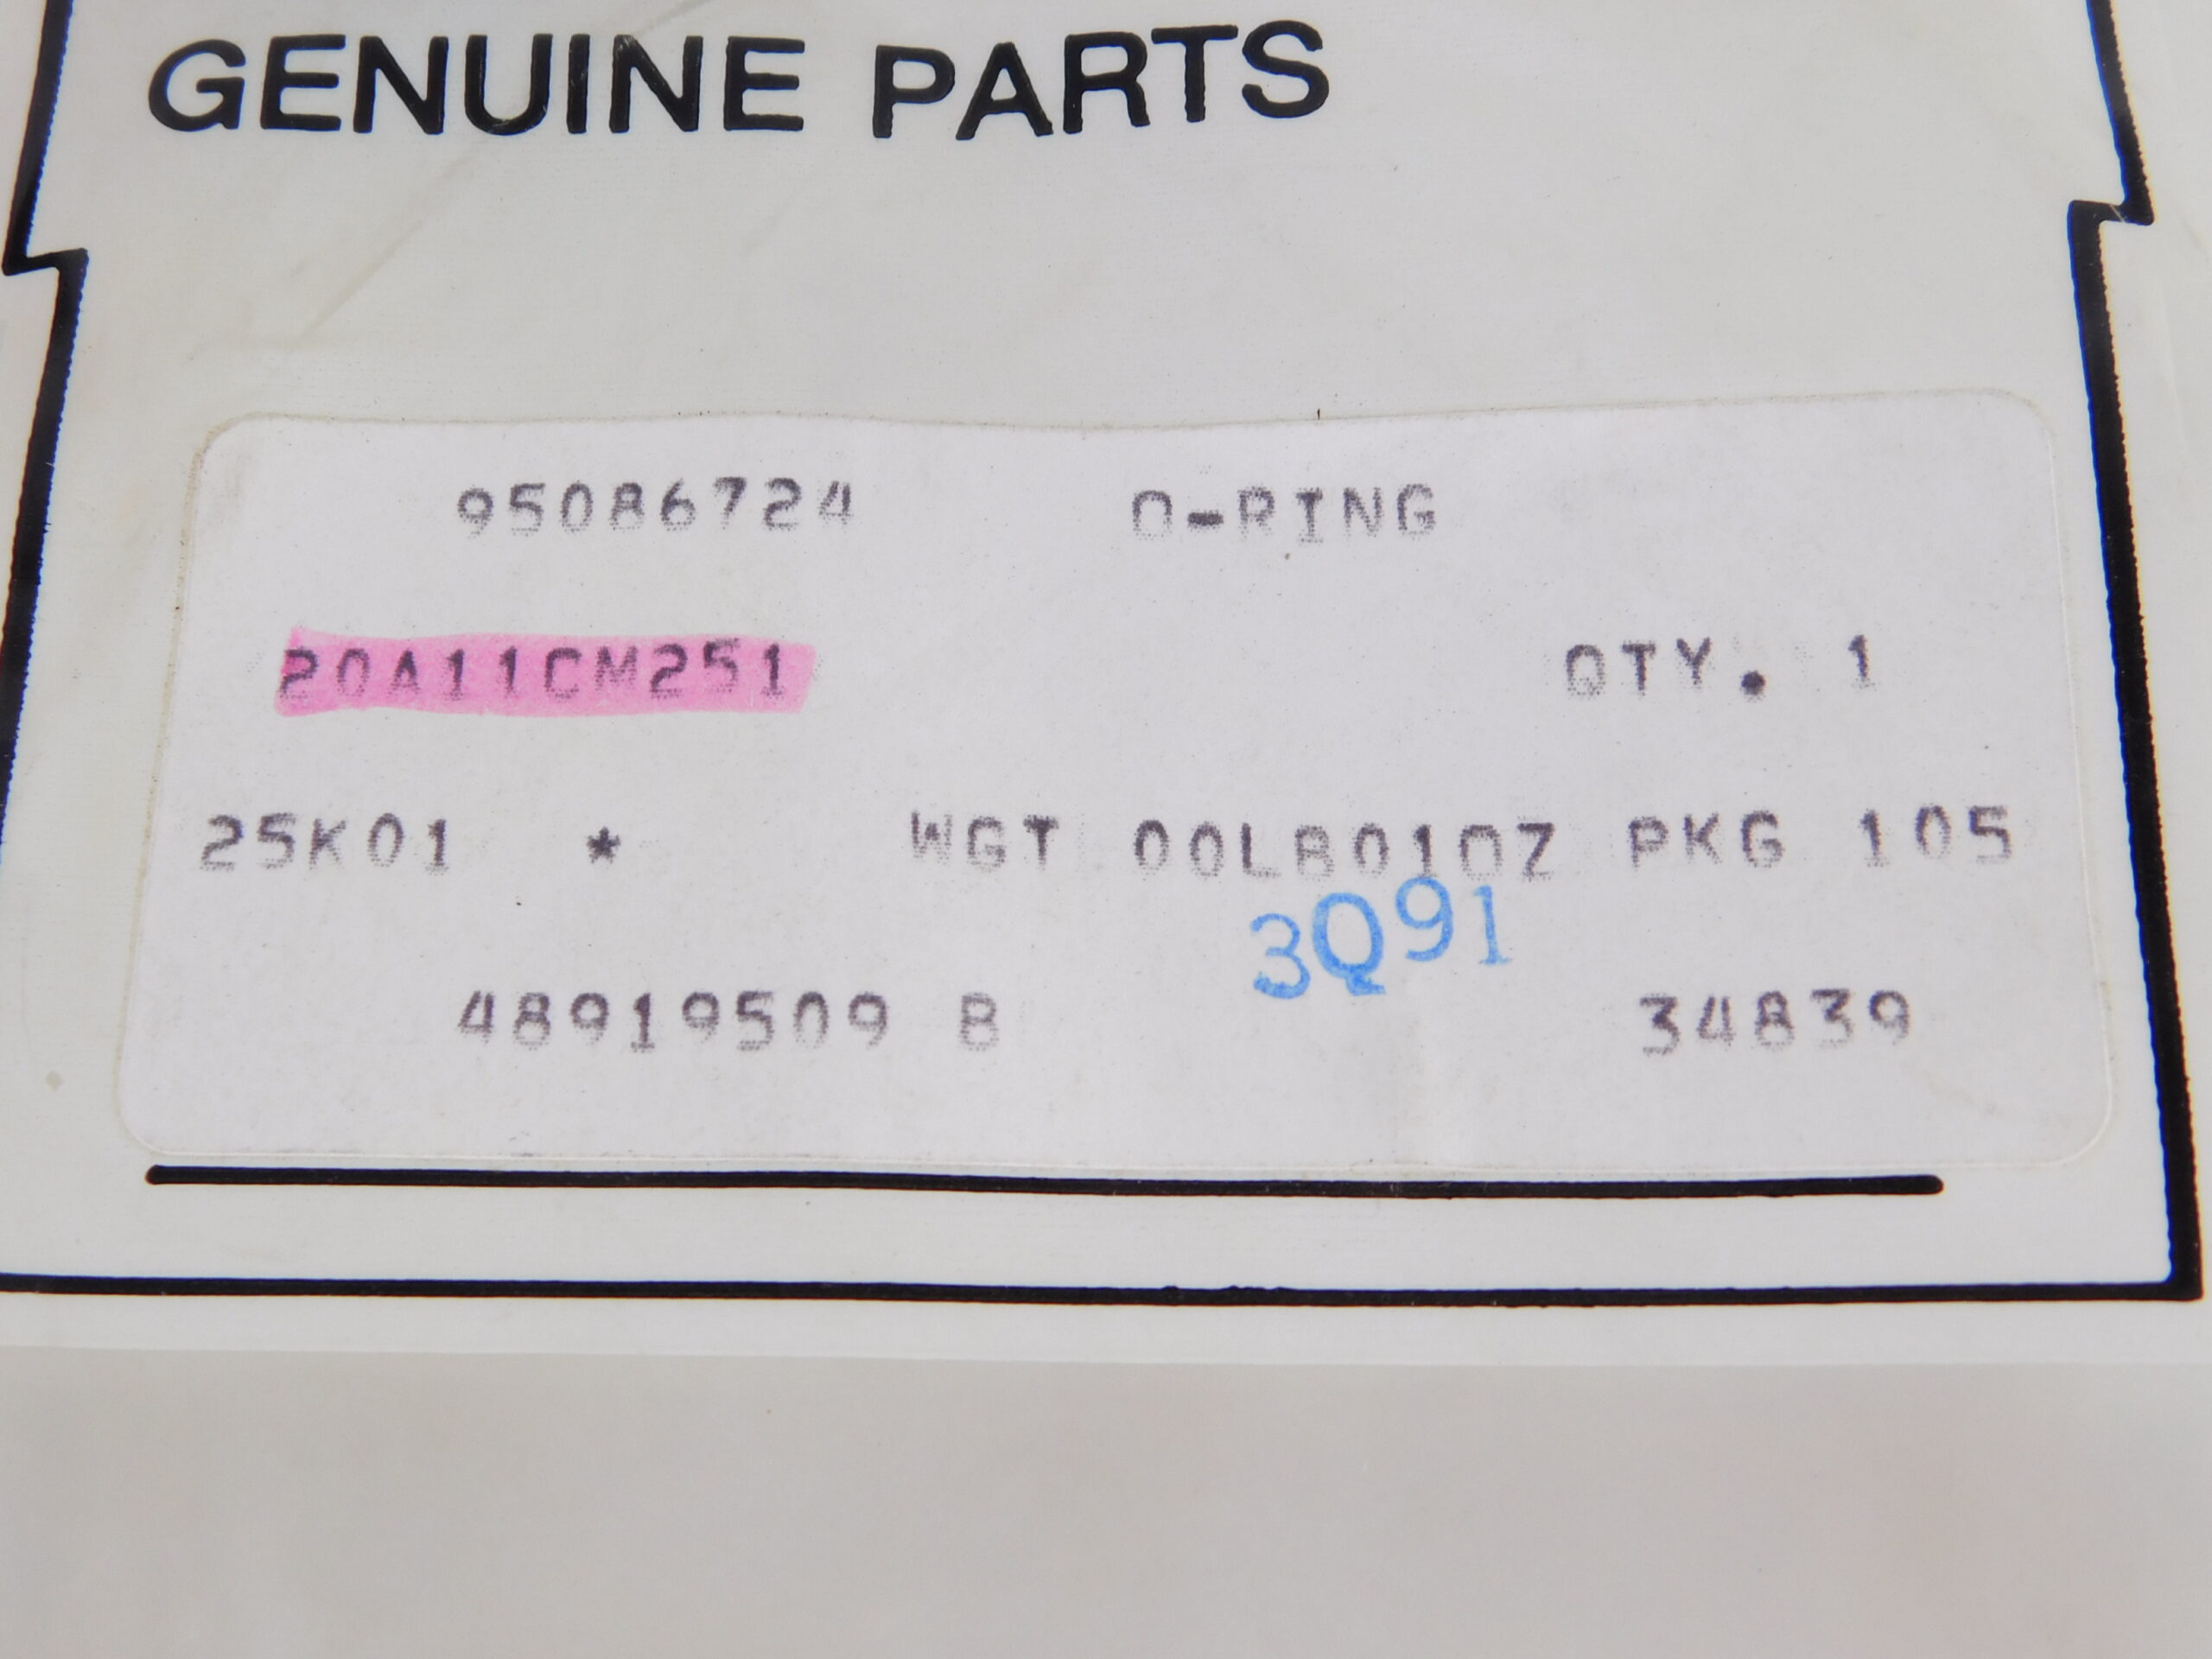 GENUINE PARTS
95086724 O-RING
20A11CM251 QTY. 1
25K01 * WGT 00LB01OZ PKG 105
3Q91
48919509 B 34839